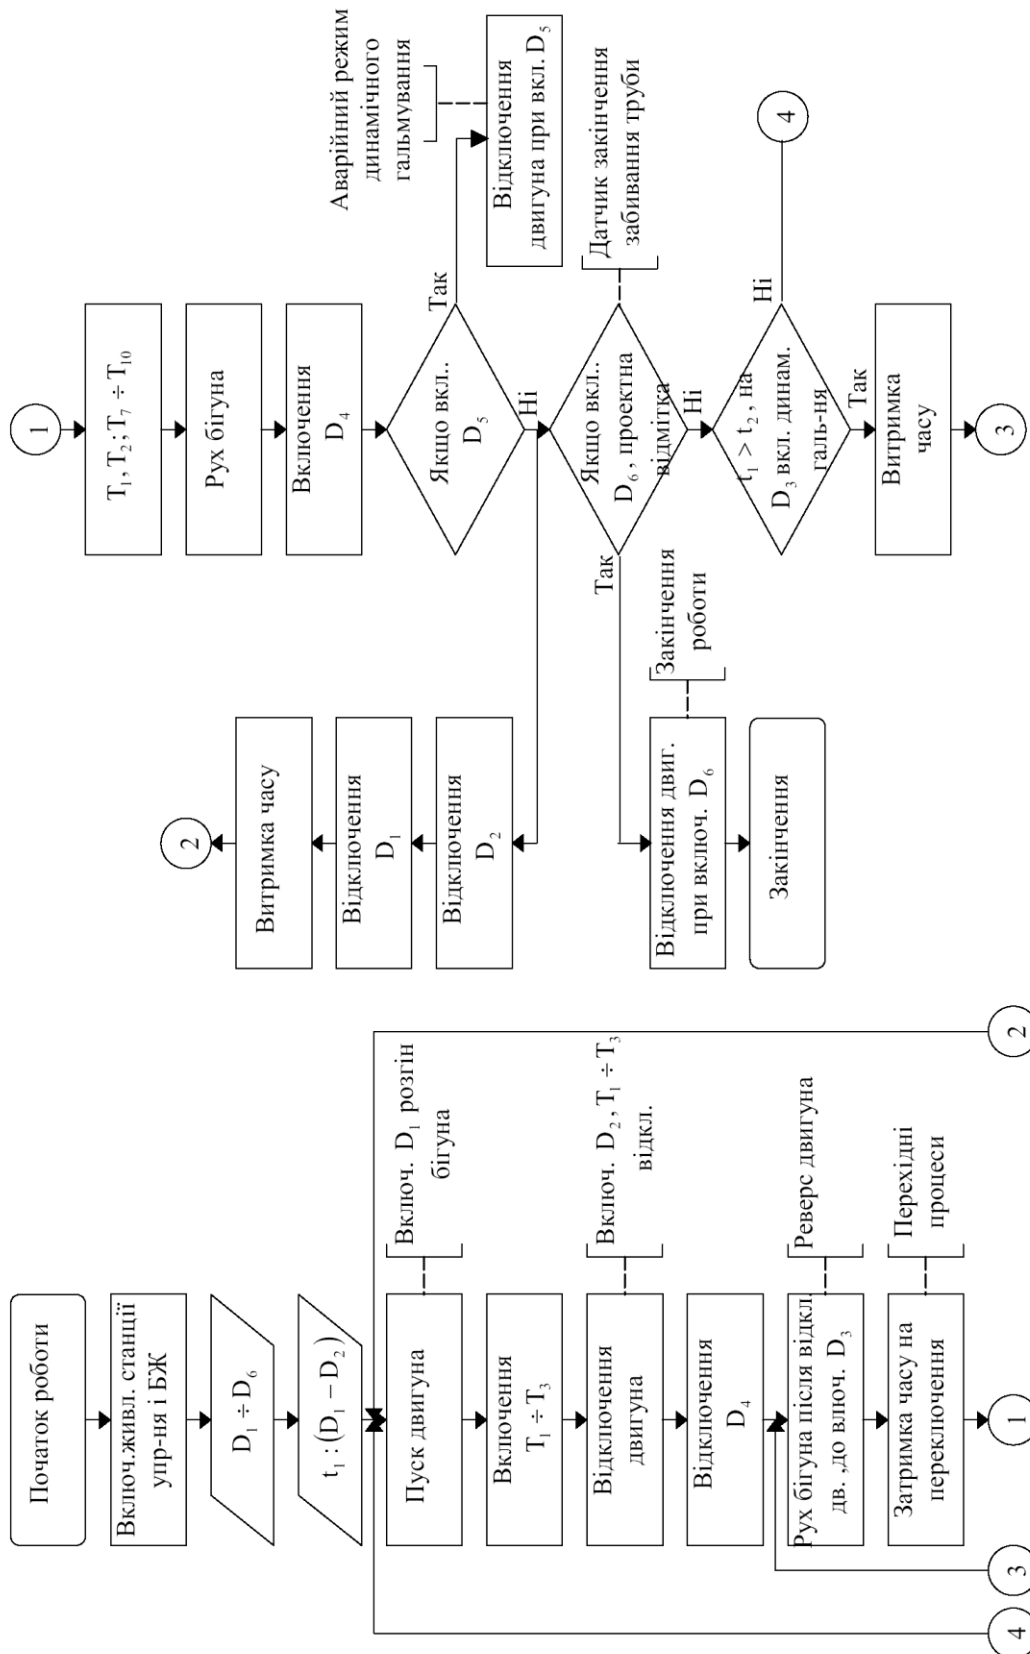 Початок роботи
Включ.живл. станції
упр-ня і БЖ
D₁ ÷ D₆
t₁ : (D₁ − D₂)
Пуск двигуна
Включ. D₁ розгін
бігуна
Включення
T₁ ÷ T₃
Відключення
двигуна
Включ. D₂, T₁ ÷ T₃
відкл.
Відключення
D₄
Рух бігуна після відкл.
дв. ,до влюч. D₃
Реверс двигуна
Затримка часу на
переключення
Перехідні
процеси
4
3
1
2
2
Витримка часу
Відключення
D₁
Відключення
D₂
Відключення двиг.
при включ. D₆
Закінчення
роботи
Закінчення
1
T₁, T₂ ; T₇ ÷ T₁₀
Рух бігуна
Включення
D₄
Якщо вкл..
D₅
Так
Ні
Аварійний режим
динамічного
гальмування
Відключення
двигуна при вкл. D₅
Якщо вкл..
D₆ , проектна
відмітка
Так
Ні
Датчик закінчення
забивання труби
t₁ > t₂ , на
D₃ вкл. динам.
галь-ня
Ні
Так
4
Витримка
часу
3